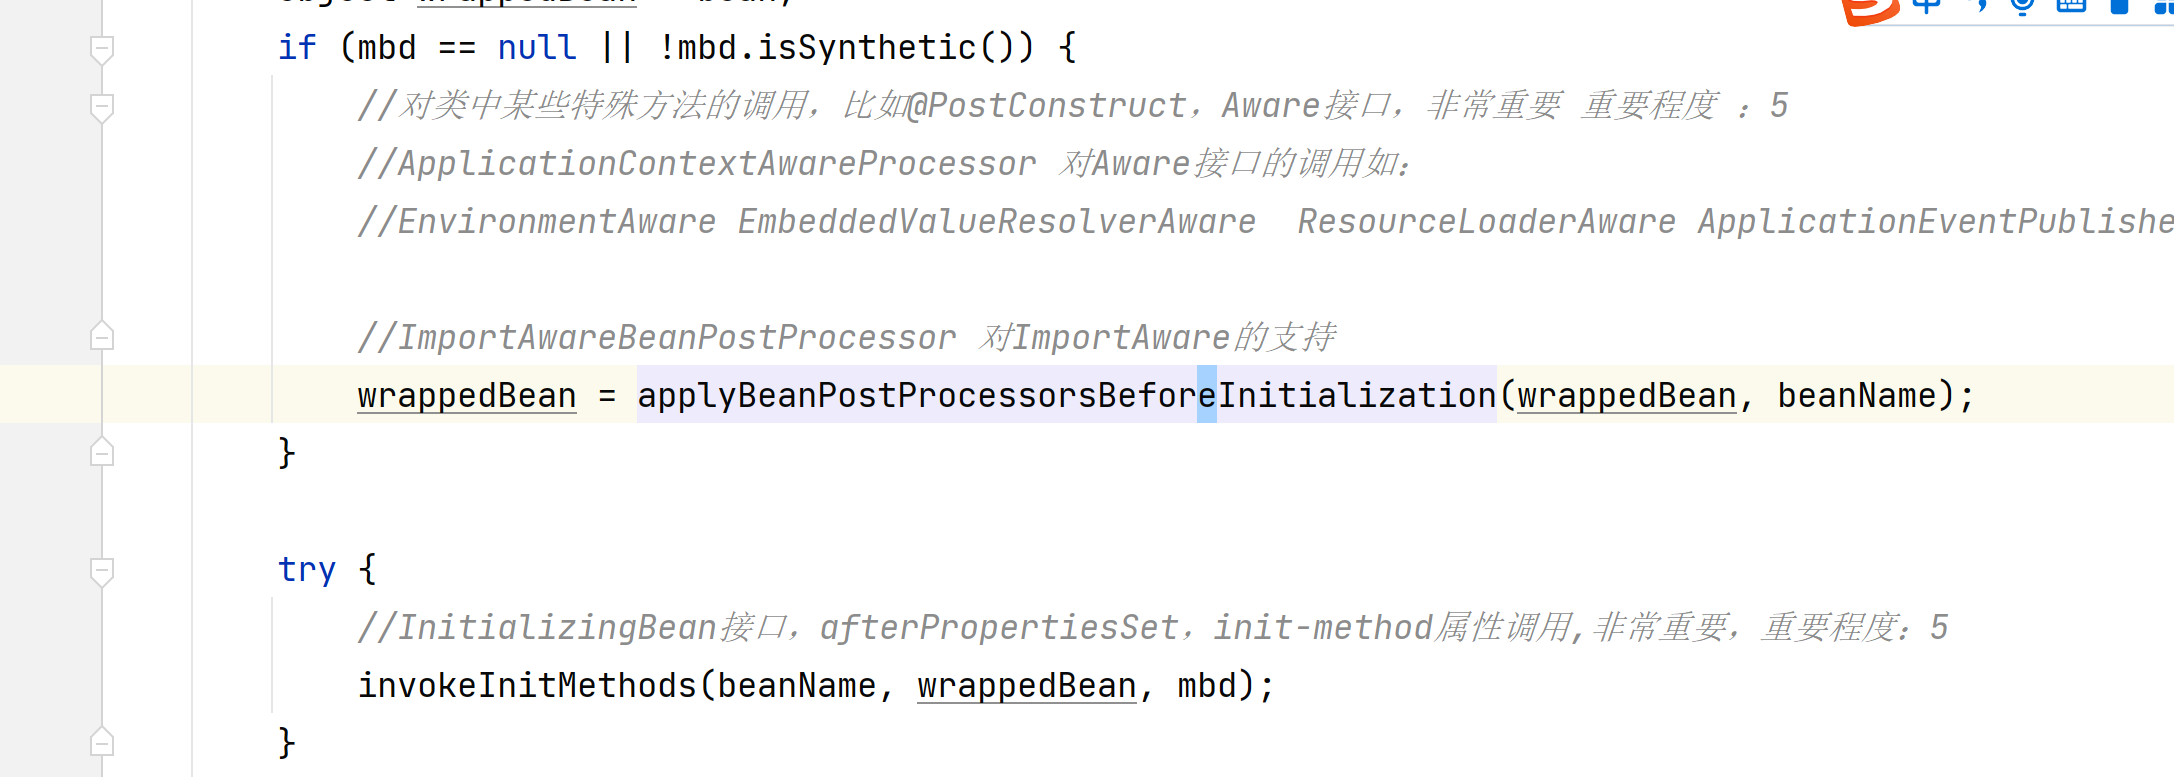 if (mbd == null || !mbd.isSynthetic()) {
//对类中某些特殊方法的调用，比如@PostConstruct，Aware接口，非常重要 重要程度 ：5
//ApplicationContextAwareProcessor 对Aware接口的调用如：
//EnvironmentAware EmbeddedValueResolverAware  ResourceLoaderAware ApplicationEventPublishe
//ImportAwareBeanPostProcessor 对ImportAware的支持
wrappedBean = applyBeanPostProcessorsBeforeInitialization(wrappedBean, beanName);
}
try {
//InitializingBean接口，afterPropertiesSet，init-method属性调用,非常重要，重要程度：5
invokeInitMethods(beanName, wrappedBean, mbd);
}